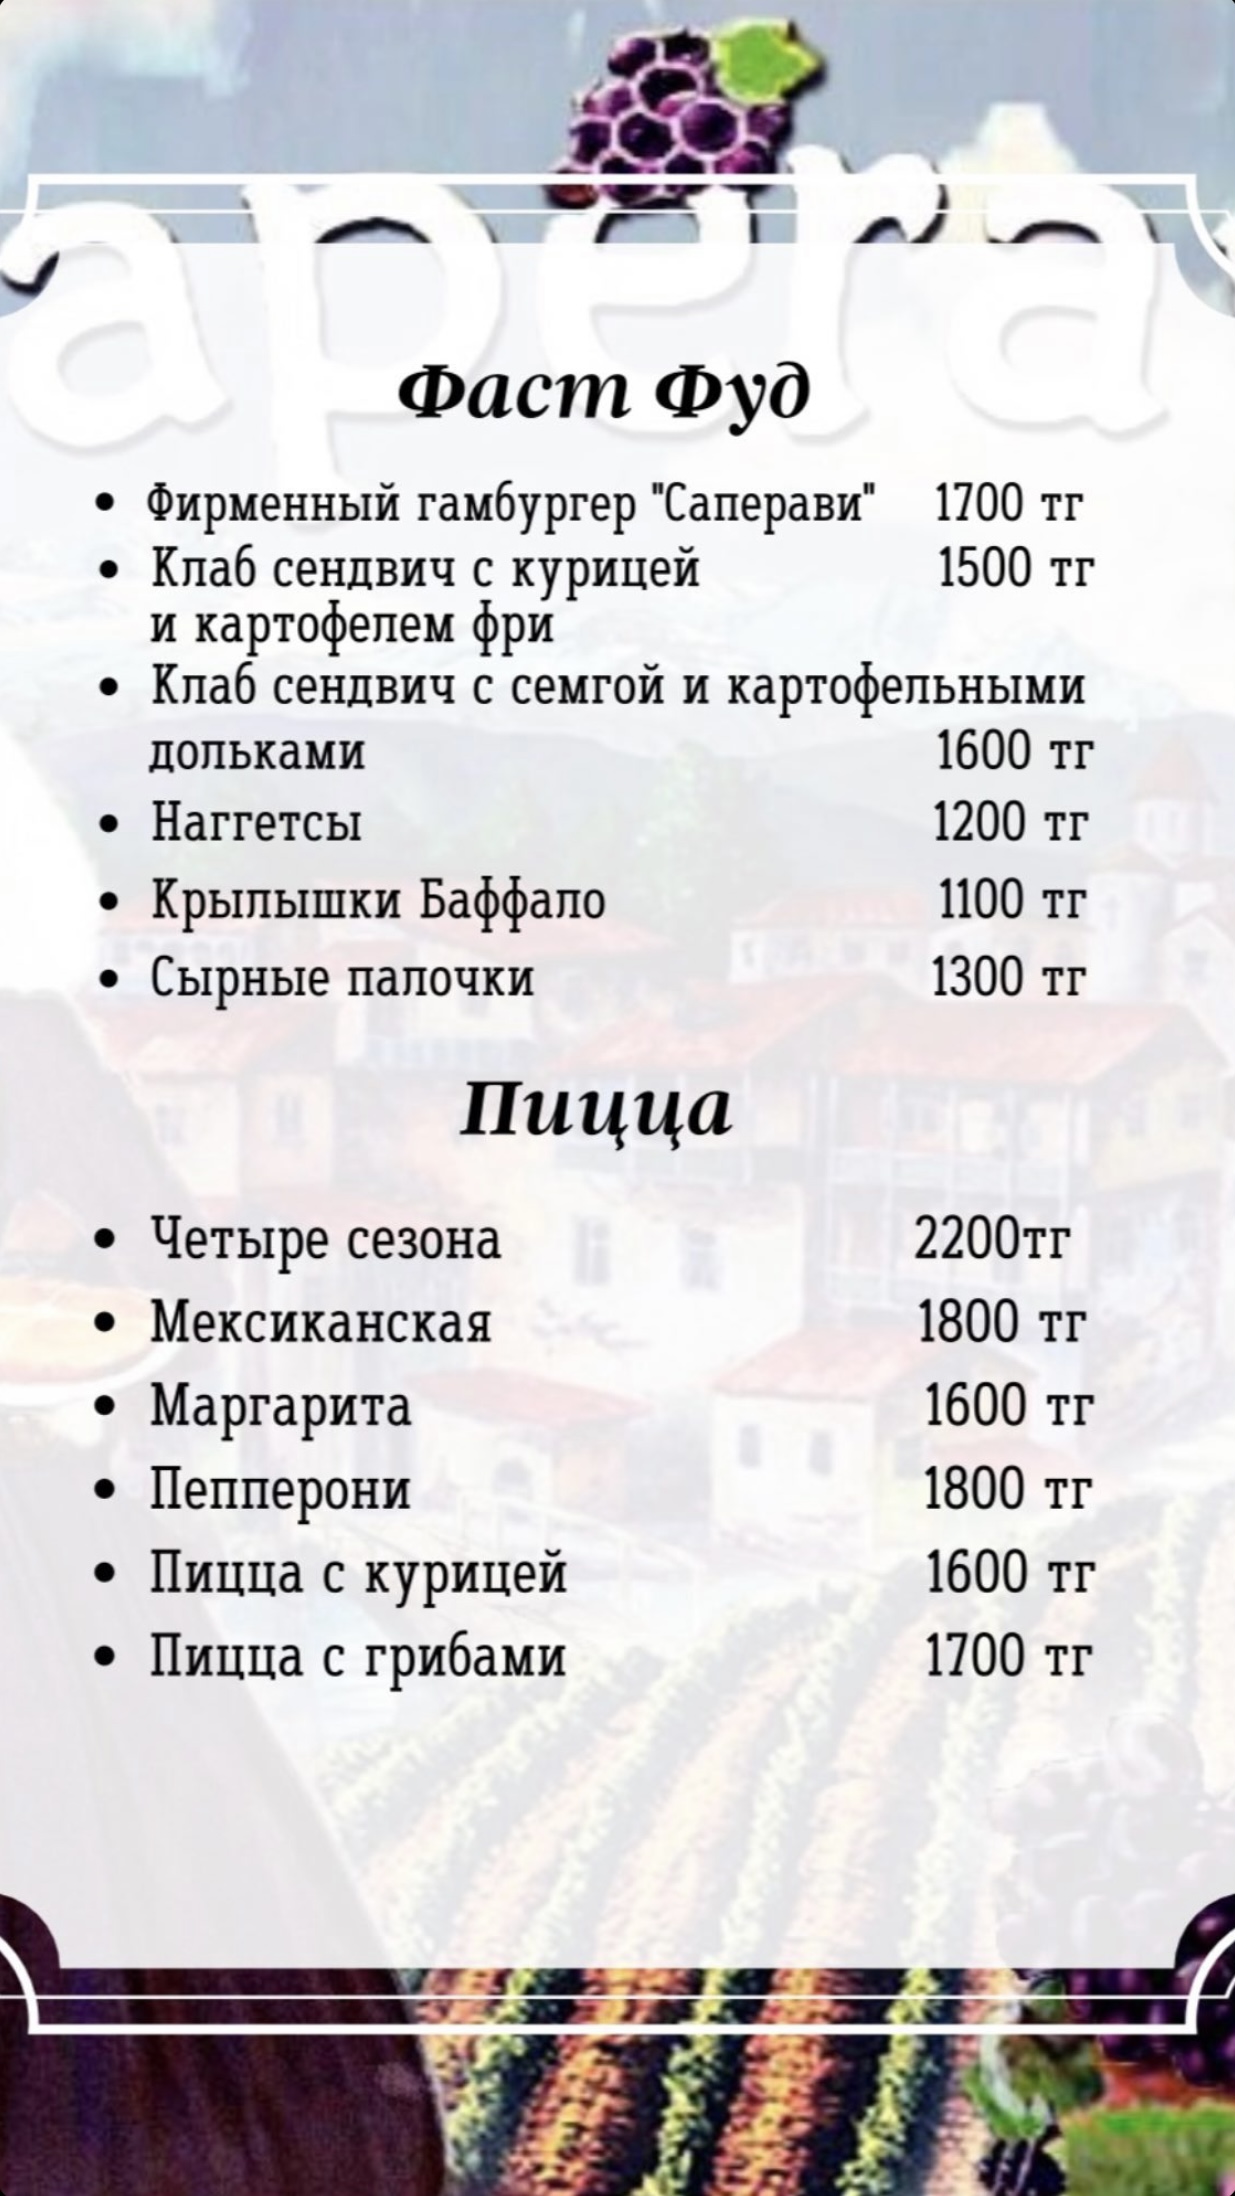 apera
Фаст Фуд
• Фирменный гамбургер "Саперави" 1700 тг
• Клаб сендвич с курицей 1500 тг
и картофелем фри
• Клаб сендвич с семгой и картофельными
дольками 1600 тг
• Наггетсы 1200 тг
• Крылышки Баффало 1100 тг
• Сырные палочки 1300 тг
Пицца
• Четыре сезона 2200тг
• Мексиканская 1800 тг
• Маргарита 1600 тг
• Пепперони 1800 тг
• Пицца с курицей 1600 тг
• Пицца с грибами 1700 тг